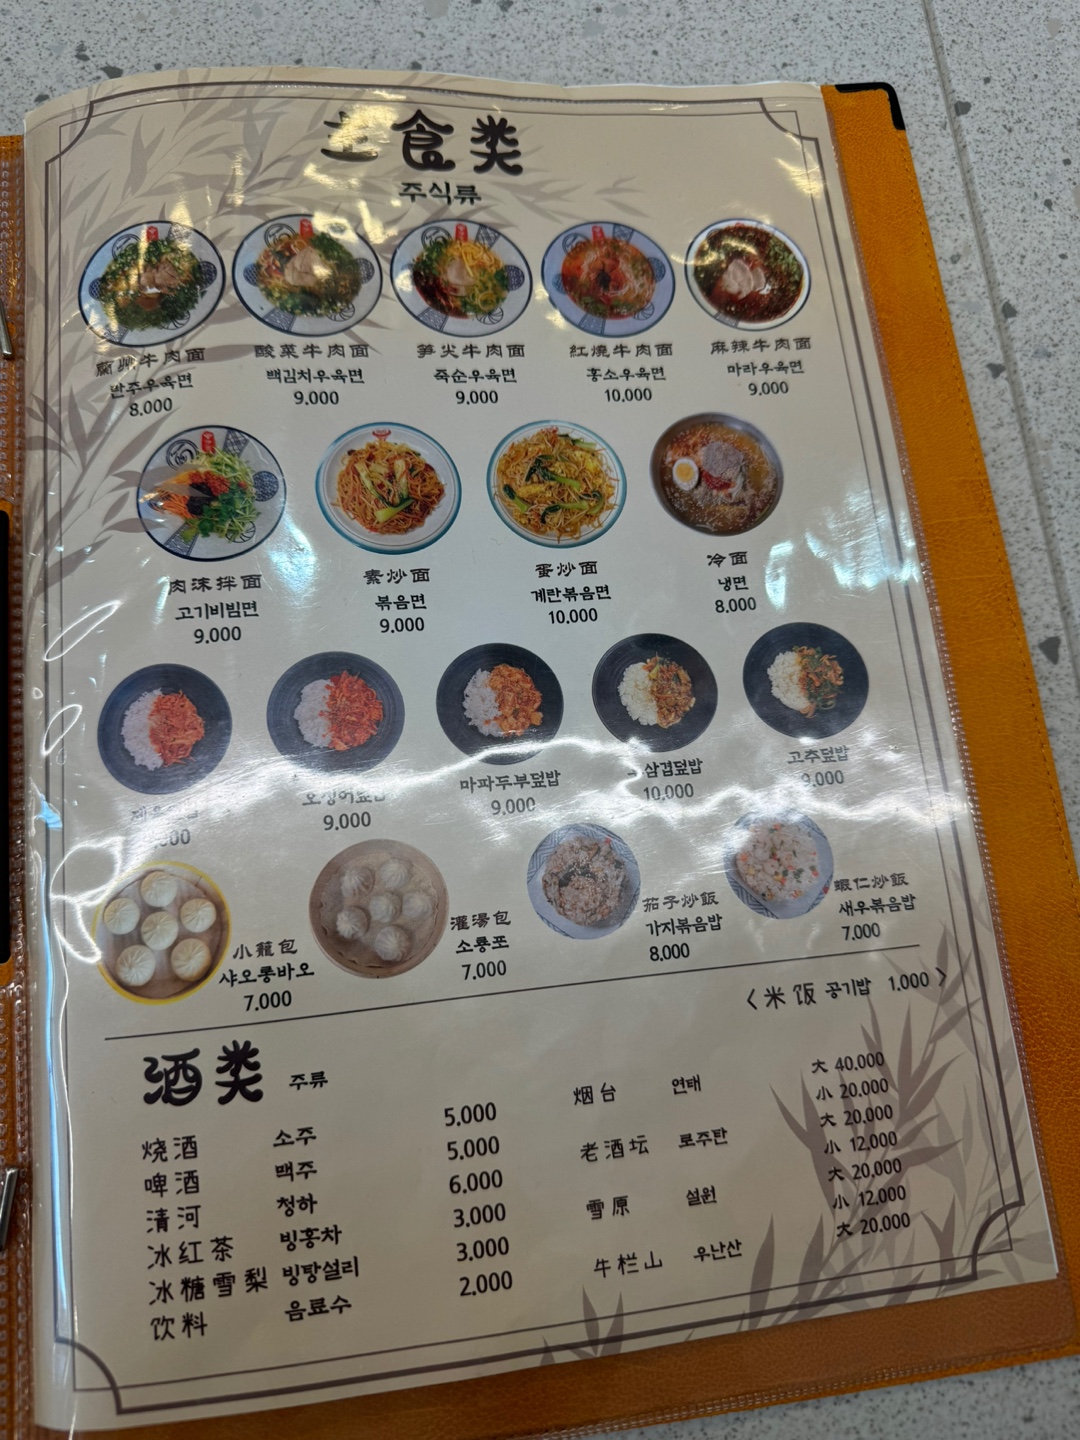 主食类
주식류
蘭州牛肉面
란주우육면
8.000
酸菜牛肉面
백김치우육면
9.000
笋尖牛肉面
죽순우육면
9.000
紅燒牛肉面
홍소우육면
10.000
麻辣牛肉面
마라우육면
9.000
肉沫拌面
고기비빔면
9.000
素炒面
볶음면
9.000
蛋炒面
계란볶음면
10.000
冷面
냉면
8.000
오징어덮밥
9.000
마파두부덮밥
9.000
10.000
고추덮밥
9.000
小籠包
샤오롱바오
7.000
灌湯包
소룡포
7.000
茄子炒飯
가지볶음밥
8.000
蝦仁炒飯
새우볶음밥
7.000
〈米饭 공기밥 1.000〉
酒类 주류
烧酒 소주 5.000
啤酒 맥주 5.000
清河 청하 6.000
冰红茶 빙홍차 3.000
冰糖雪梨 빙탕설리 3.000
饮料 음료수 2.000
烟台 연태 大 40.000
小 20.000
老酒坛 로주탄 大 20.000
小 12.000
雪原 설원 大 20.000
小 12.000
牛栏山 우난산 大 20.000